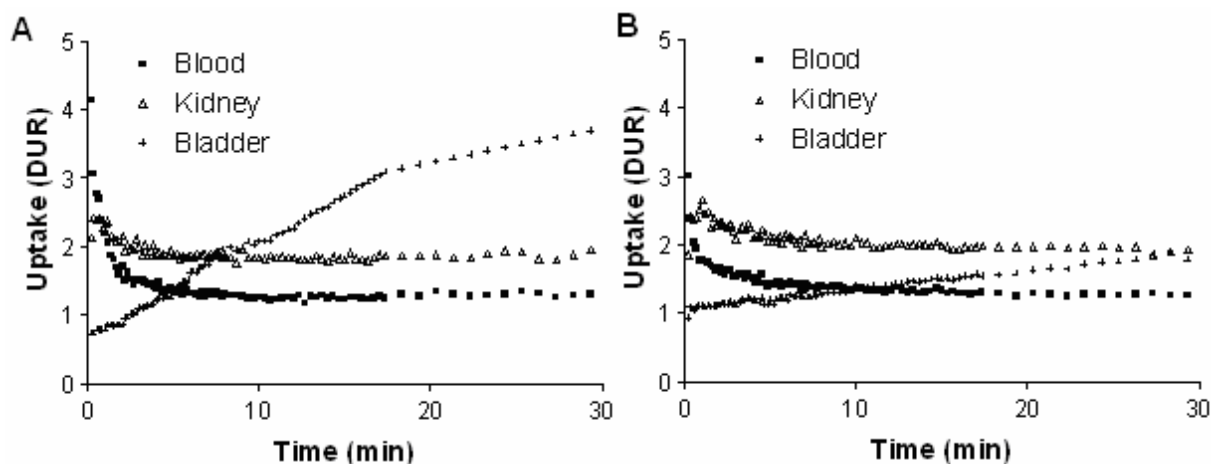 A
Uptake (DUR)
5
4
3
2
1
0
Blood
Kidney
Bladder
0 10 20 30
Time (min)
B
Uptake (DUR)
5
4
3
2
1
0
Blood
Kidney
Bladder
0 10 20 30
Time (min)